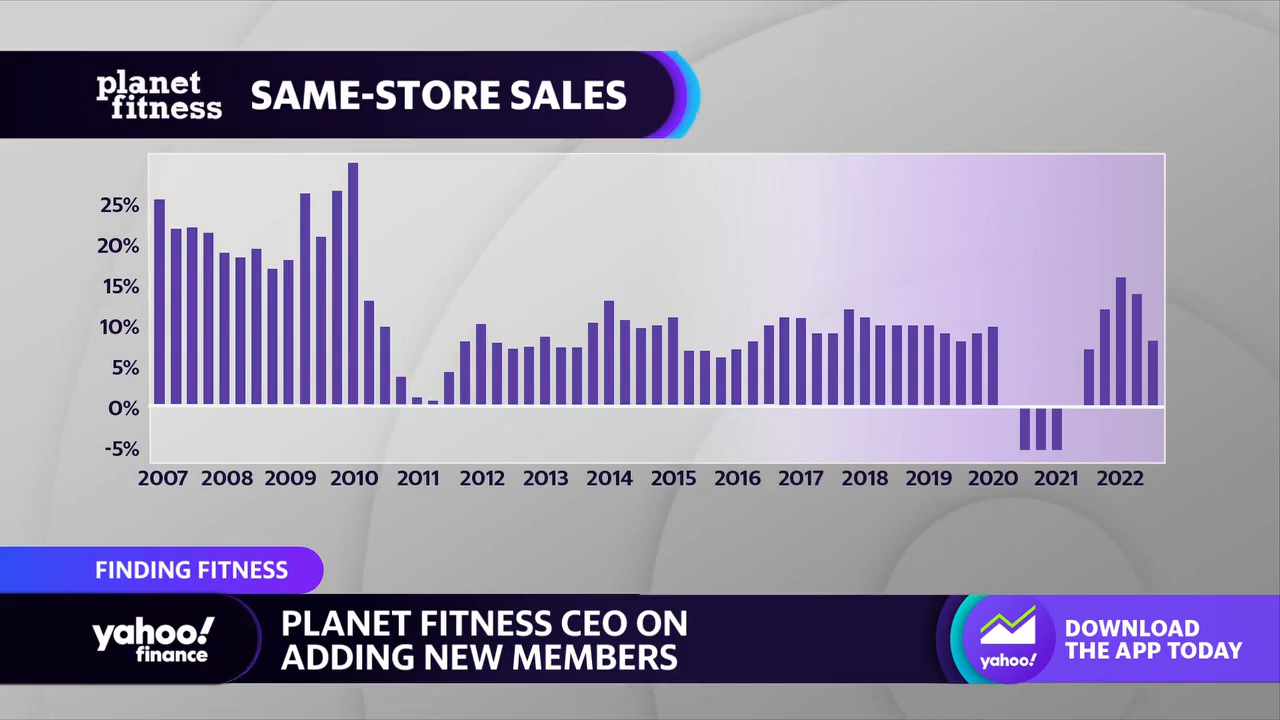 planet
fitness
SAME-STORE SALES
25%
20%
15%
10%
5%
0%
-5%
2007 2008 2009 2010 2011 2012 2013 2014 2015 2016 2017 2018 2019 2020 2021 2022
FINDING FITNESS
yahoo!
finance
PLANET FITNESS CEO ON
ADDING NEW MEMBERS
yahoo!
DOWNLOAD
THE APP TODAY